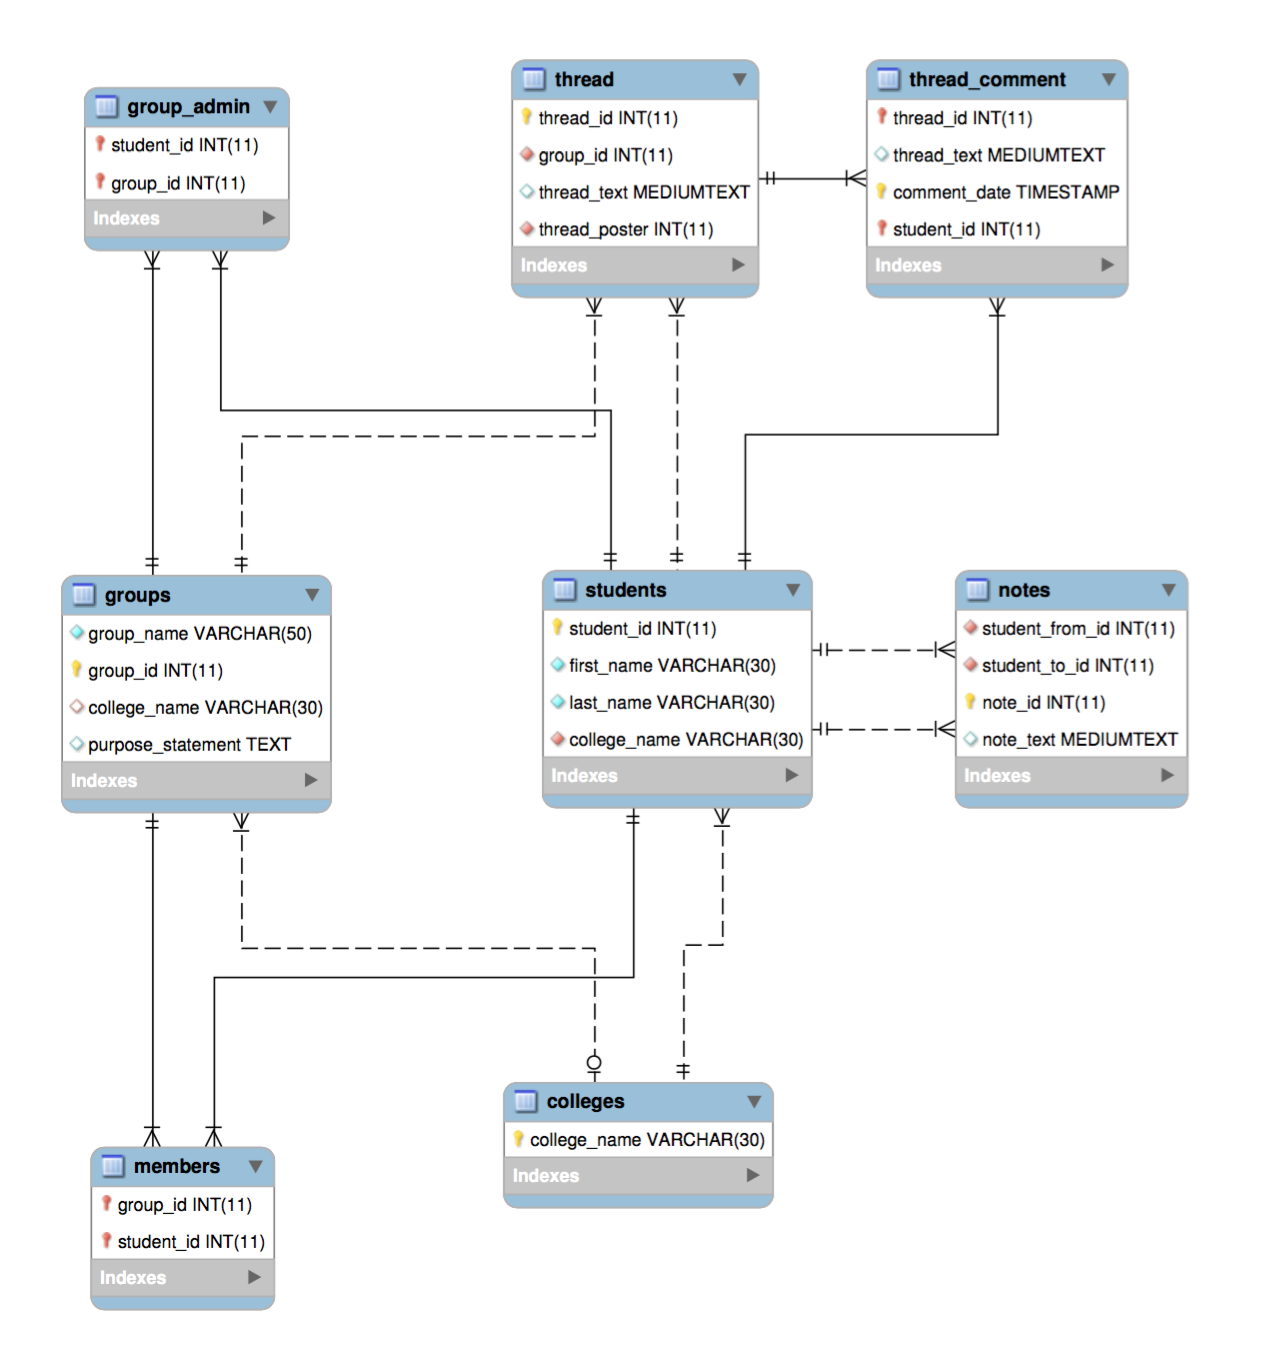 group_admin
student_id INT(11)
group_id INT(11)
Indexes
thread
thread_id INT(11)
group_id INT(11)
thread_text MEDIUMTEXT
thread_poster INT(11)
Indexes
thread_comment
thread_id INT(11)
thread_text MEDIUMTEXT
comment_date TIMESTAMP
student_id INT(11)
Indexes
groups
group_name VARCHAR(50)
group_id INT(11)
college_name VARCHAR(30)
purpose_statement TEXT
Indexes
students
student_id INT(11)
first_name VARCHAR(30)
last_name VARCHAR(30)
college_name VARCHAR(30)
Indexes
notes
student_from_id INT(11)
student_to_id INT(11)
note_id INT(11)
note_text MEDIUMTEXT
Indexes
colleges
college_name VARCHAR(30)
Indexes
members
group_id INT(11)
student_id INT(11)
Indexes